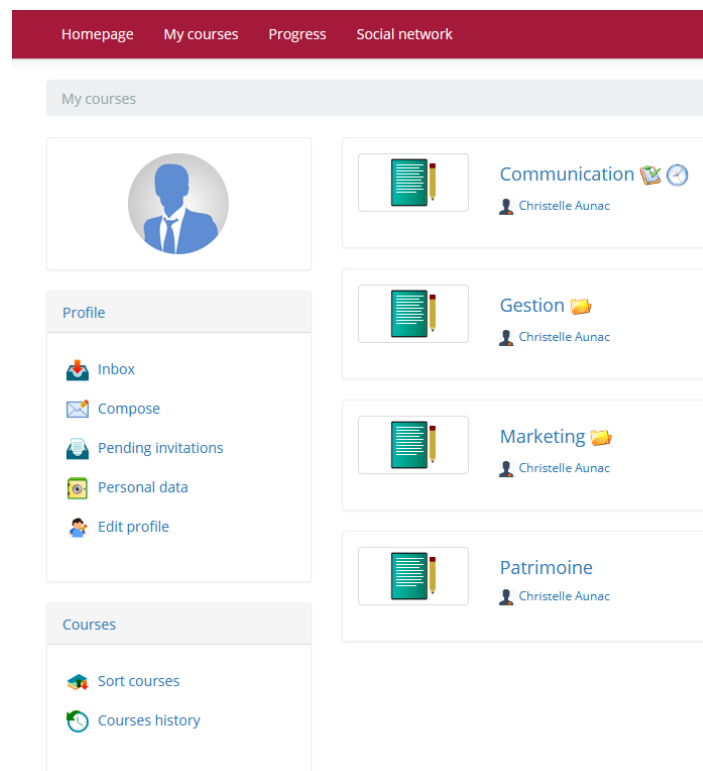 Homepage My courses Progress Social network
My courses
Profile
Inbox
Compose
Pending invitations
Personal data
Edit profile
Courses
Sort courses
Courses history
Communication
Christelle Aunac
Gestion
Christelle Aunac
Marketing
Christelle Aunac
Patrimoine
Christelle Aunac